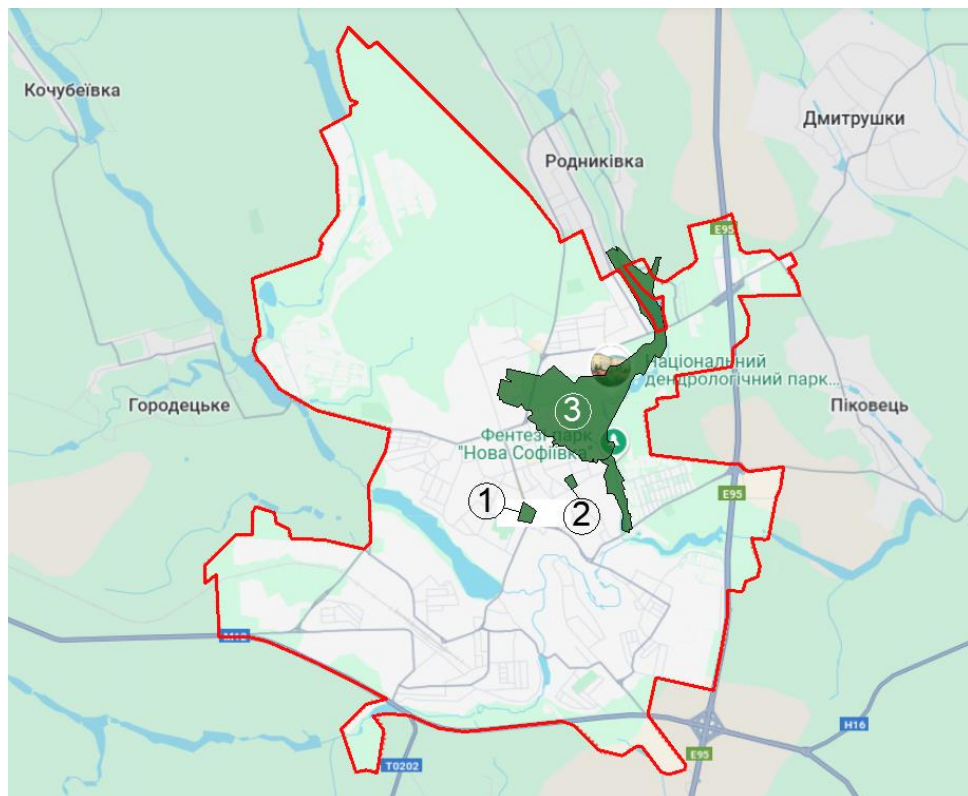 Кочубеївка
Дмитрушки
Родниківка
E95
Національний
дендрологічний парк...
Городецьке
3
Піковець
Фентезі парк
"Нова Софіївка"
1
2
E95
M12
H16
E95
T0202